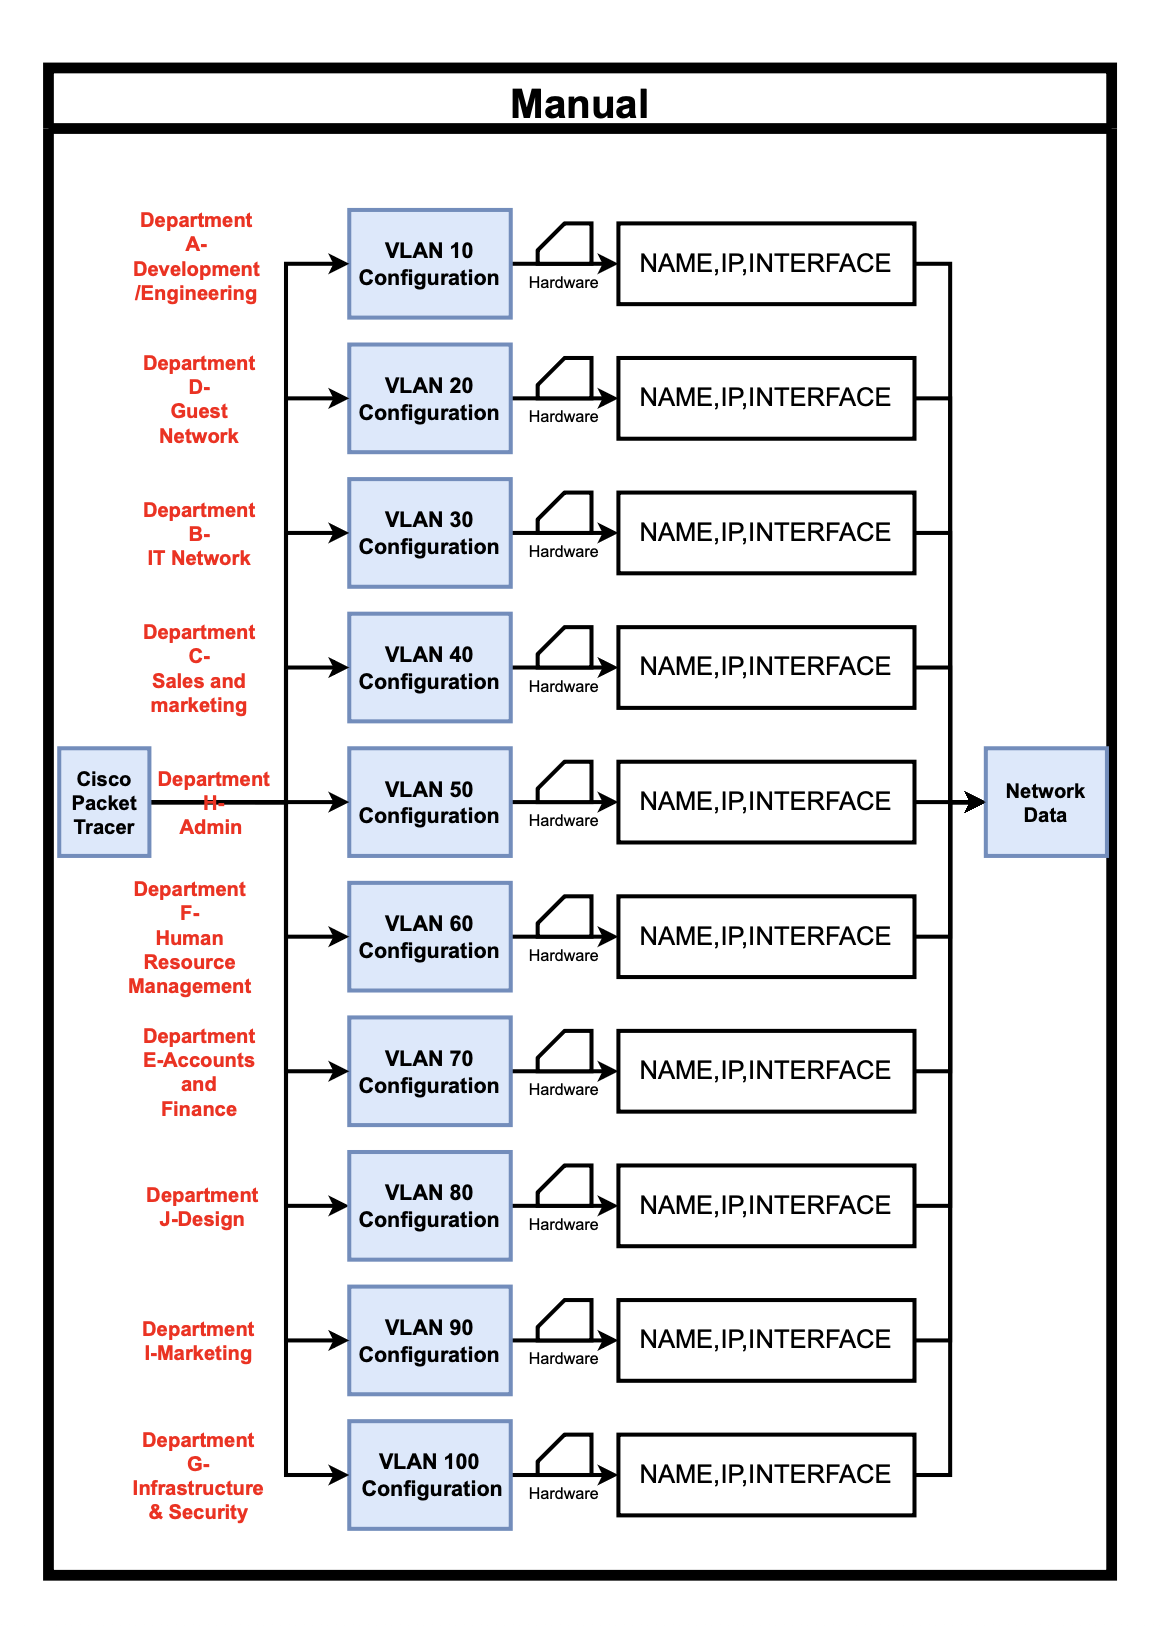 Manual
Department
A-
Development
/Engineering
VLAN 10
Configuration
Hardware
NAME,IP,INTERFACE
Department
D-
Guest
Network
VLAN 20
Configuration
Hardware
NAME,IP,INTERFACE
Department
B-
IT Network
VLAN 30
Configuration
Hardware
NAME,IP,INTERFACE
Department
C-
Sales and
marketing
VLAN 40
Configuration
Hardware
NAME,IP,INTERFACE
Cisco
Packet
Tracer
Department
H-
Admin
VLAN 50
Configuration
Hardware
NAME,IP,INTERFACE
Network
Data
Department
F-
Human
Resource
Management
VLAN 60
Configuration
Hardware
NAME,IP,INTERFACE
Department
E-Accounts
and
Finance
VLAN 70
Configuration
Hardware
NAME,IP,INTERFACE
Department
J-Design
VLAN 80
Configuration
Hardware
NAME,IP,INTERFACE
Department
I-Marketing
VLAN 90
Configuration
Hardware
NAME,IP,INTERFACE
Department
G-
Infrastructure
& Security
VLAN 100
Configuration
Hardware
NAME,IP,INTERFACE